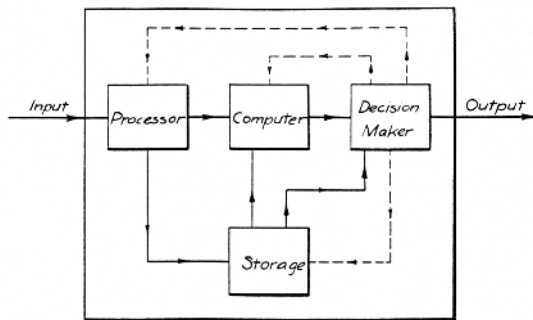 Input
Processor
Computer
Decision
Maker
Output
Storage